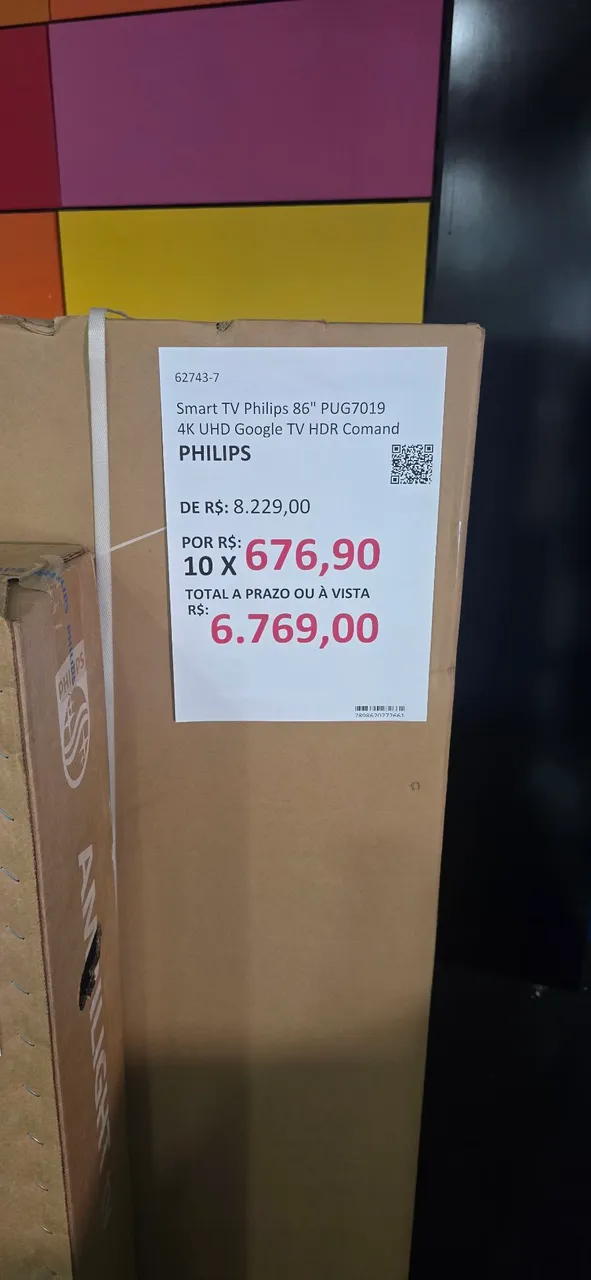 62743-7
Smart TV Philips 86" PUG7019
4K UHD Google TV HDR Comand
PHILIPS
DE R$: 8.229,00
POR R$:
10 X 676,90
TOTAL A PRAZO OU À VISTA
R$:
6.769,00
PHILIPS